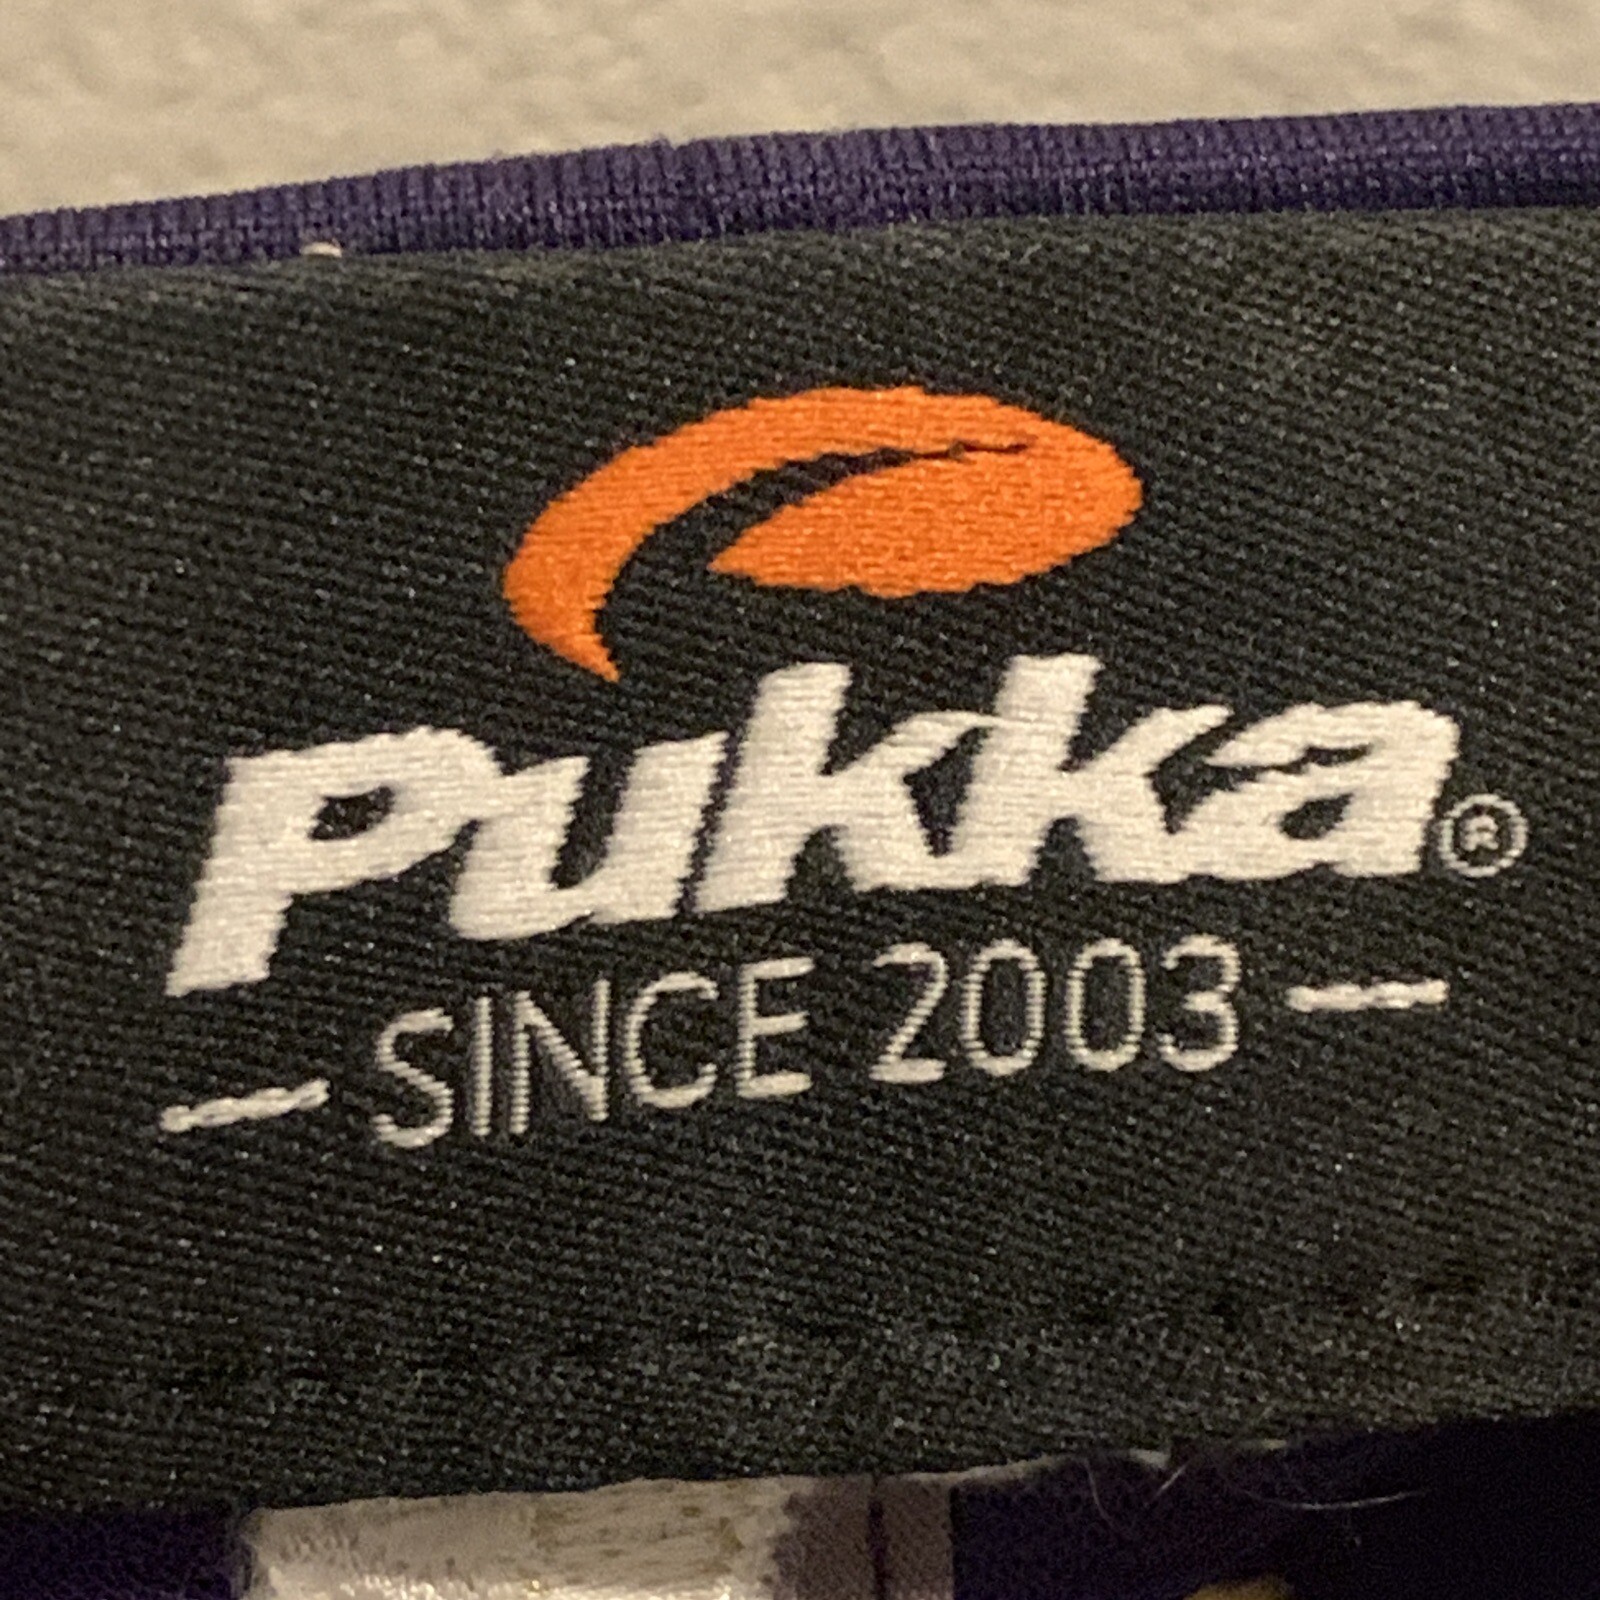 Pukka®
— SINCE 2003 —